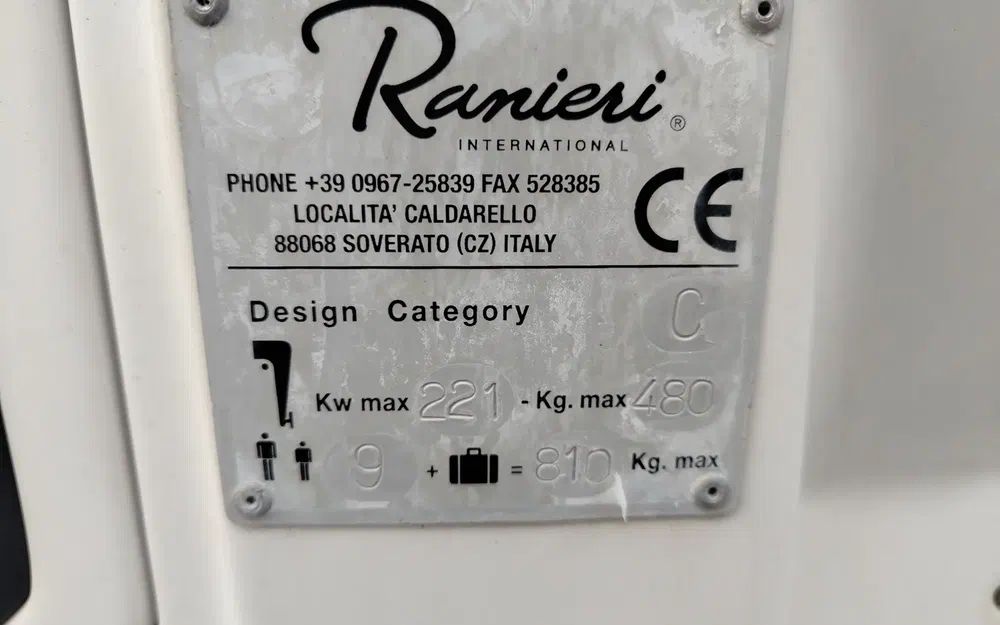 Ranieri ®
INTERNATIONAL
PHONE +39 0967-25839 FAX 528385
LOCALITA' CALDARELLO
88068 SOVERATO (CZ) ITALY
CE
Design Category C
Kw max 221 - Kg. max 480
9 + = 810 Kg. max